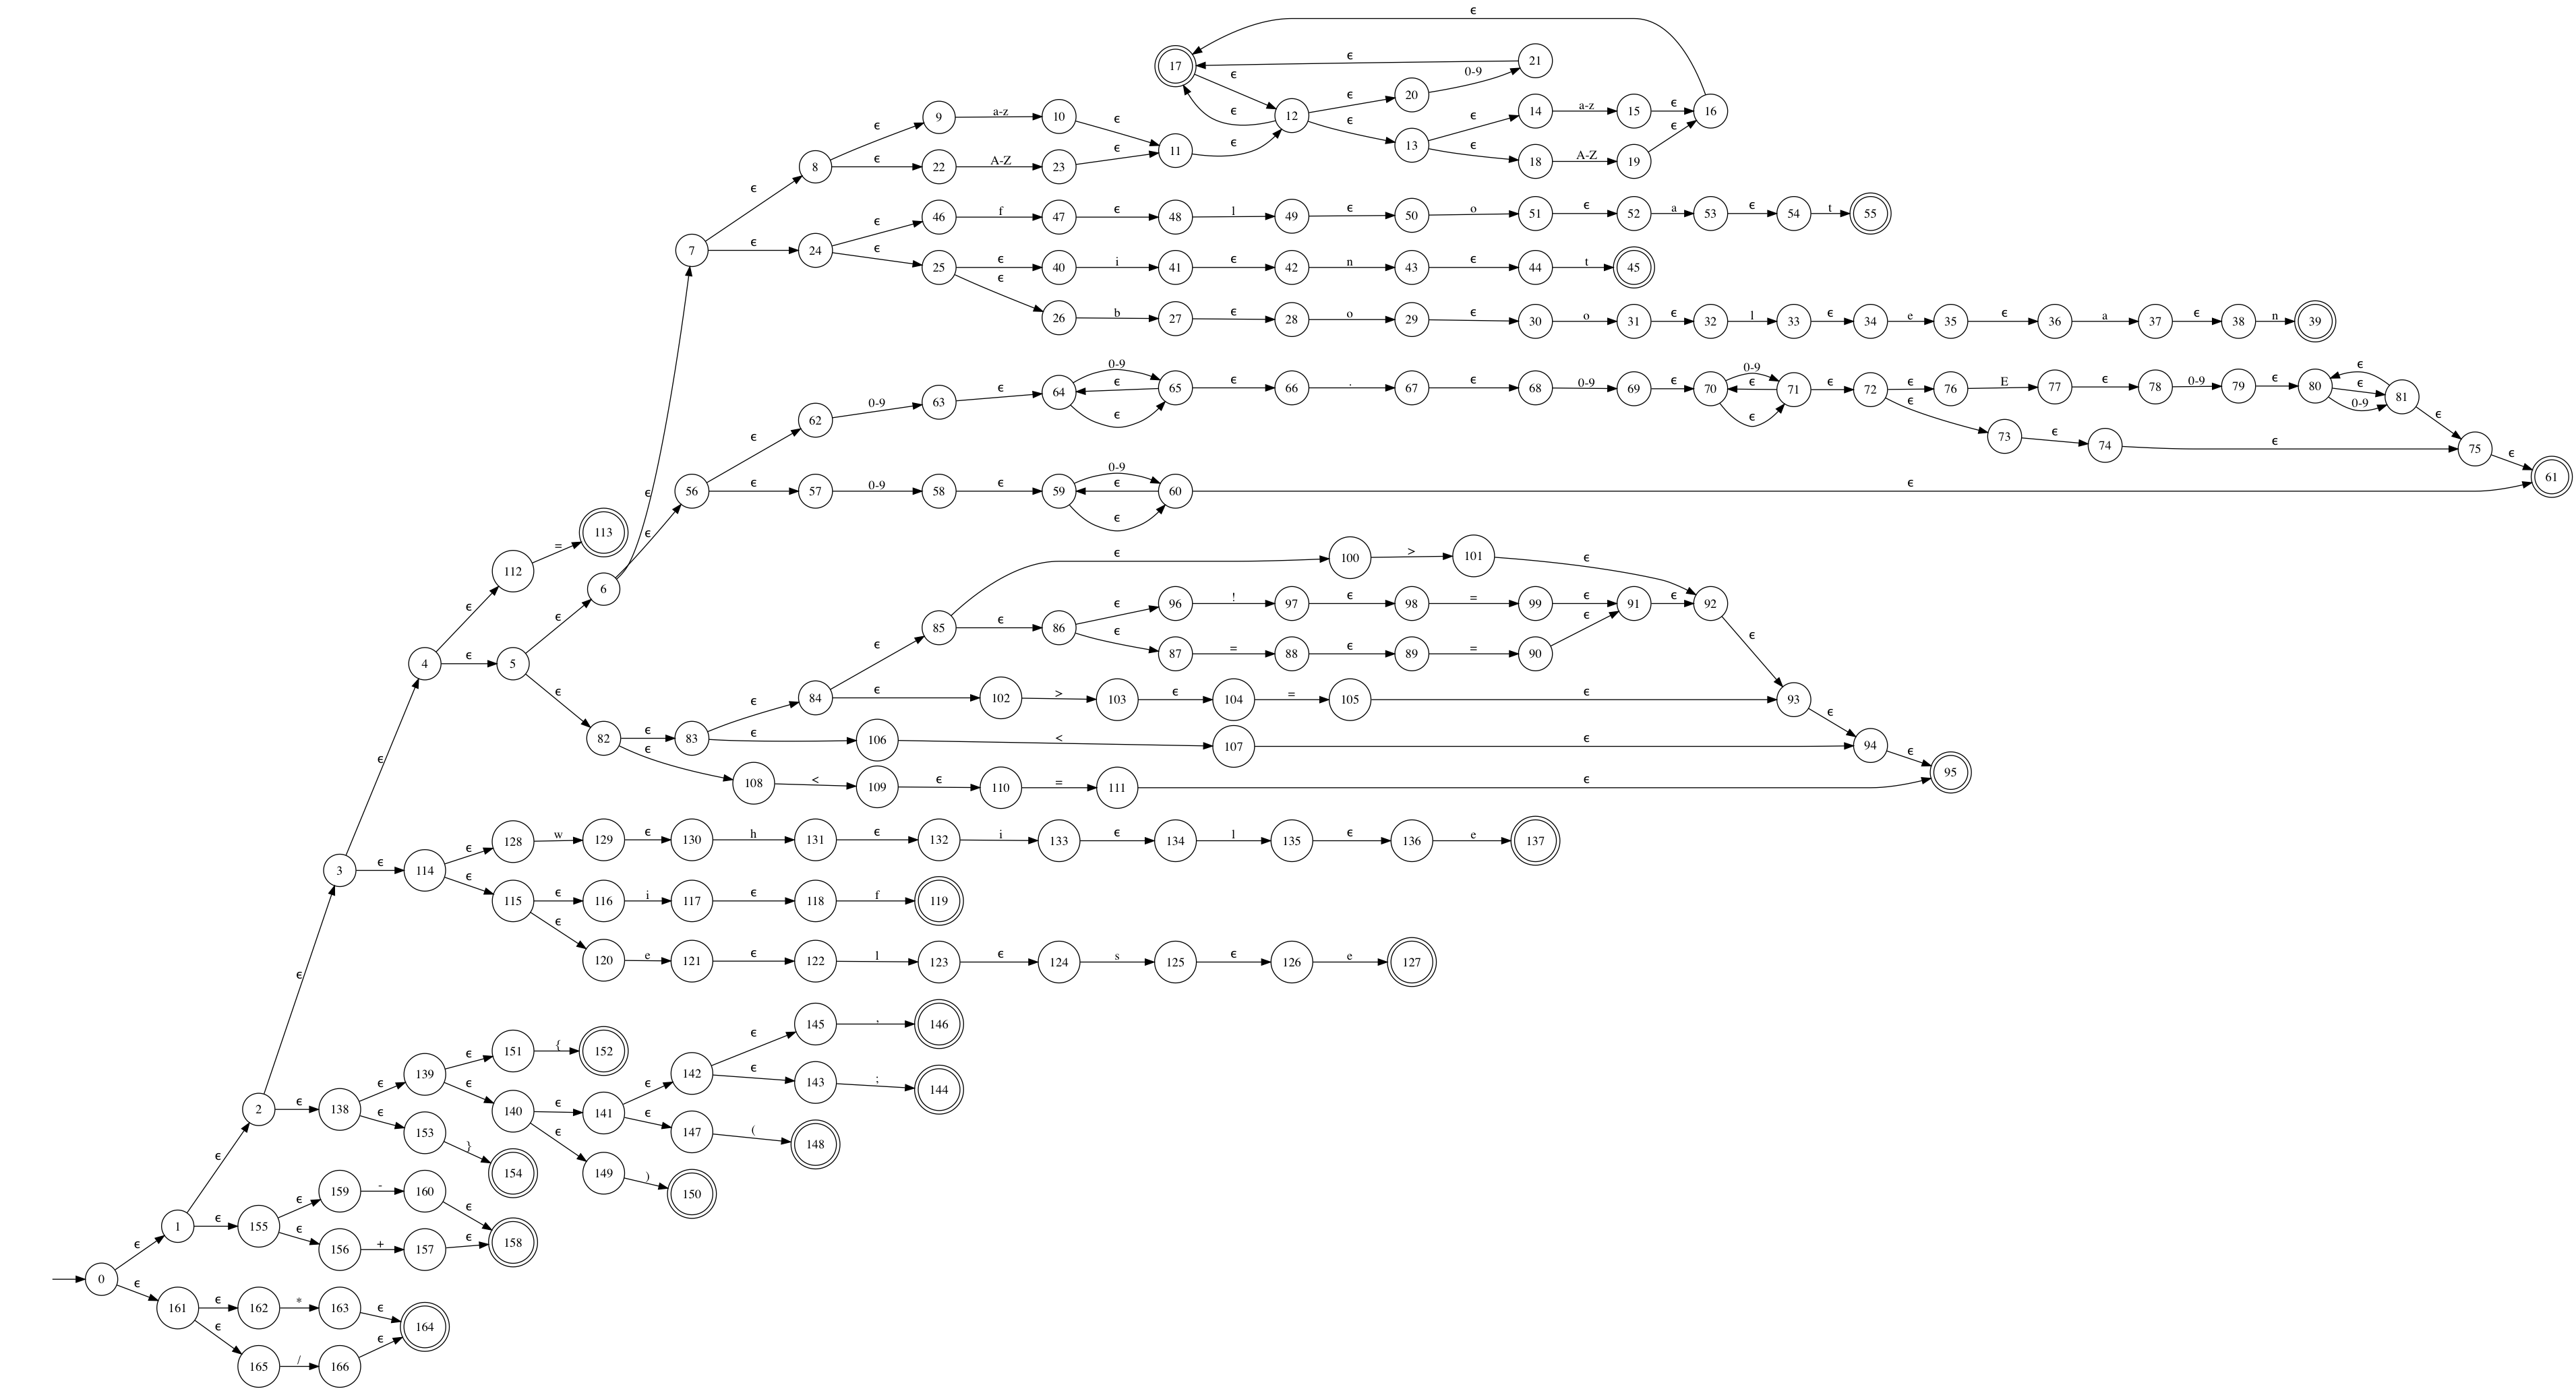 ϵ
17 ϵ 21
ϵ 0-9
20
ϵ ϵ 12 ϵ 14 a-z 15 ϵ 16
9 a-z 10 ϵ 13 ϵ
ϵ 11 ϵ ϵ 18 A-Z 19 ϵ
8 ϵ 22 A-Z 23 ϵ
ϵ 46 f 47 ϵ 48 l 49 ϵ 50 o 51 ϵ 52 a 53 ϵ 54 t 55
7 ϵ 24 ϵ
25 ϵ 40 i 41 ϵ 42 n 43 ϵ 44 t 45
ϵ 26 b 27 ϵ 28 o 29 ϵ 30 o 31 ϵ 32 l 33 ϵ 34 e 35 ϵ 36 a 37 ϵ 38 n 39
62 0-9 63 ϵ 64 0-9 ϵ ϵ 65 ϵ 66 . 67 ϵ 68 0-9 69 ϵ 70 0-9 ϵ ϵ 71 ϵ 72 ϵ 76 E 77 ϵ 78 0-9 79 ϵ 80 ϵ ϵ 0-9 81 ϵ
ϵ 73 ϵ 74 ϵ 75 ϵ
ϵ ϵ 56 ϵ 57 0-9 58 ϵ 59 0-9 ϵ ϵ 60 ϵ 61
ϵ
112 = 113
ϵ 100 > 101 ϵ
ϵ 6
ϵ 96 ! 97 ϵ 98 = 99 ϵ 91 ϵ 92
ϵ 85 ϵ 86 ϵ 87 = 88 ϵ 89 = 90 ϵ ϵ
4 ϵ 5 ϵ
ϵ 84 ϵ 102 > 103 ϵ 104 = 105 ϵ 93
82 ϵ 83 ϵ 106 < 107 ϵ 94 ϵ
ϵ 108 < 109 ϵ 110 = 111 ϵ 95
ϵ
ϵ 128 w 129 ϵ 130 h 131 ϵ 132 i 133 ϵ 134 l 135 ϵ 136 e 137
3 ϵ 114 ϵ
115 ϵ 116 i 117 ϵ 118 f 119
ϵ 120 e 121 ϵ 122 l 123 ϵ 124 s 125 ϵ 126 e 127
ϵ
ϵ 145 , 146
ϵ 151 { 152
139 ϵ 142 ϵ 143 ; 144
2 ϵ 138 ϵ 140 ϵ 141 ϵ
ϵ 153 } 154 ϵ 147 ( 148
ϵ 149 ) 150
ϵ 159 - 160 ϵ
1 ϵ 155 ϵ 156 + 157 ϵ 158
ϵ
0
ϵ 161 ϵ 162 * 163 ϵ 164
ϵ 165 / 166 ϵ